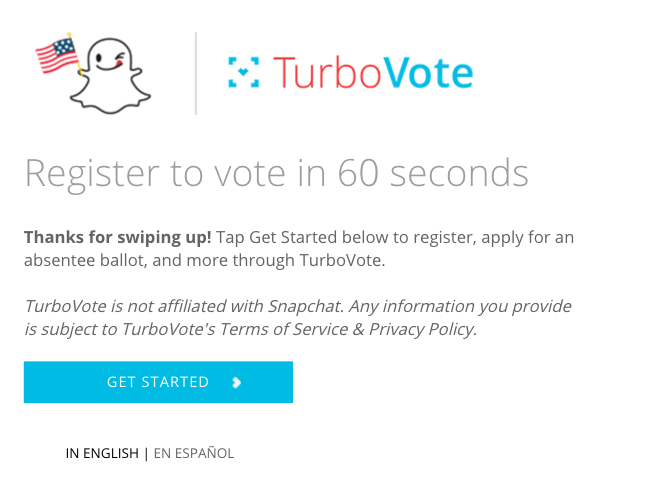 TurboVote
Register to vote in 60 seconds
Thanks for swiping up! Tap Get Started below to register, apply for an
absentee ballot, and more through TurboVote.
TurboVote is not affiliated with Snapchat. Any information you provide
is subject to TurboVote's Terms of Service & Privacy Policy.
GET STARTED
IN ENGLISH | EN ESPAÑOL